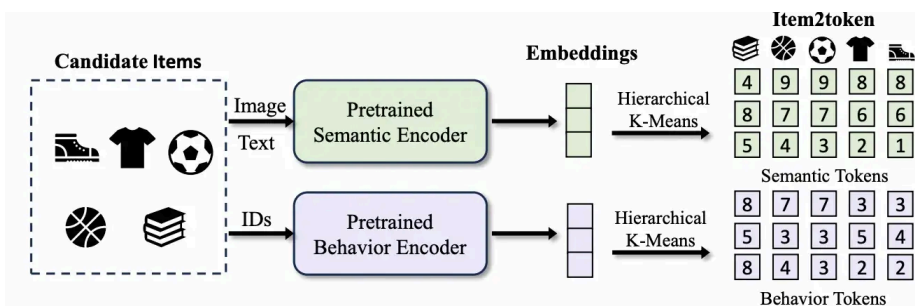 Candidate Items
Image
Text
IDs
Pretrained
Semantic Encoder
Pretrained
Behavior Encoder
Embeddings
Hierarchical
K-Means
Hierarchical
K-Means
Item2token
4 9 9 8 8
8 7 7 6 6
5 4 3 2 1
Semantic Tokens
8 7 7 3 3
5 3 3 5 4
8 4 3 2 2
Behavior Tokens